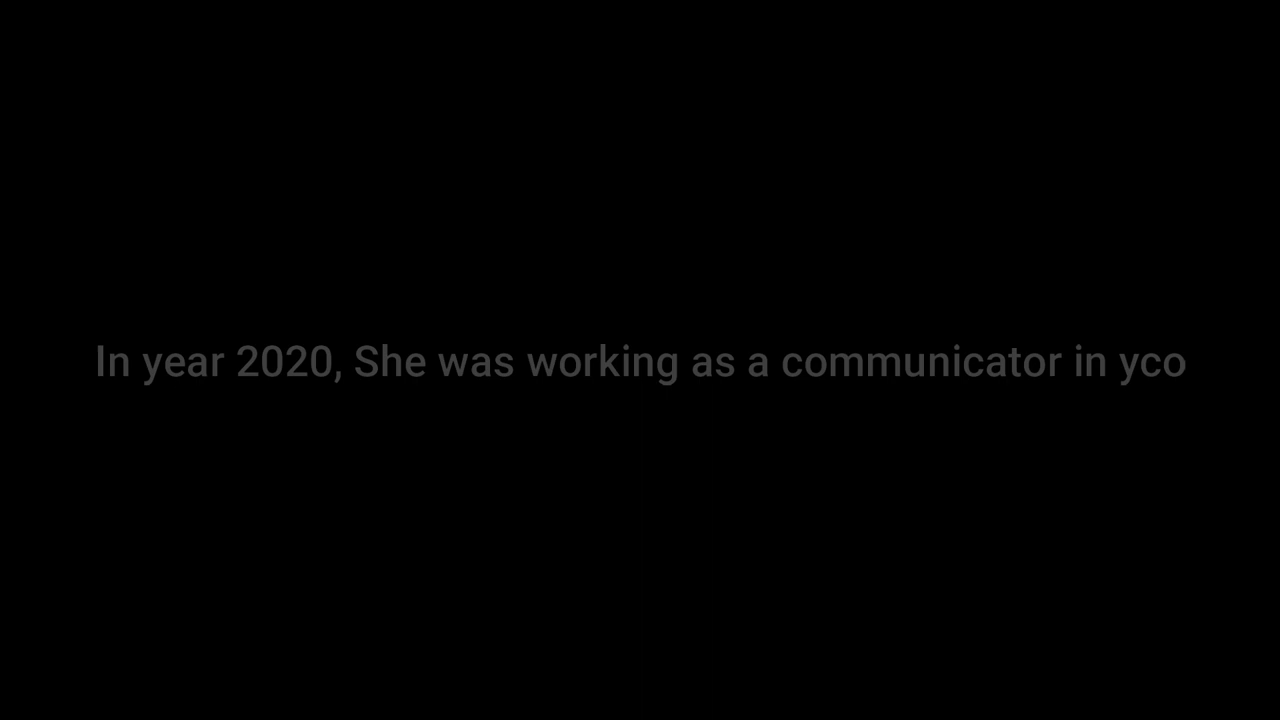 In year 2020, She was working as a communicator in yco